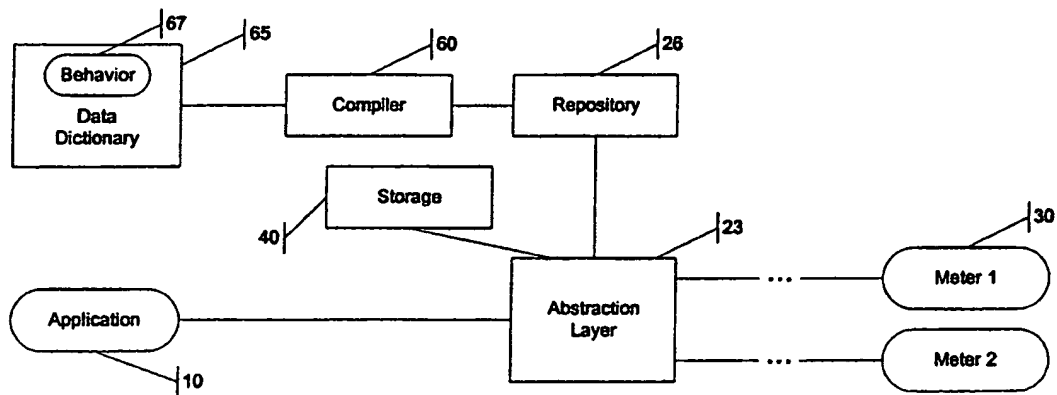 67
65
60
26
Behavior
Data
Dictionary
Compiler
Repository
Storage
40
23
30
Application
Abstraction
Layer
...
Meter 1
...
Meter 2
10